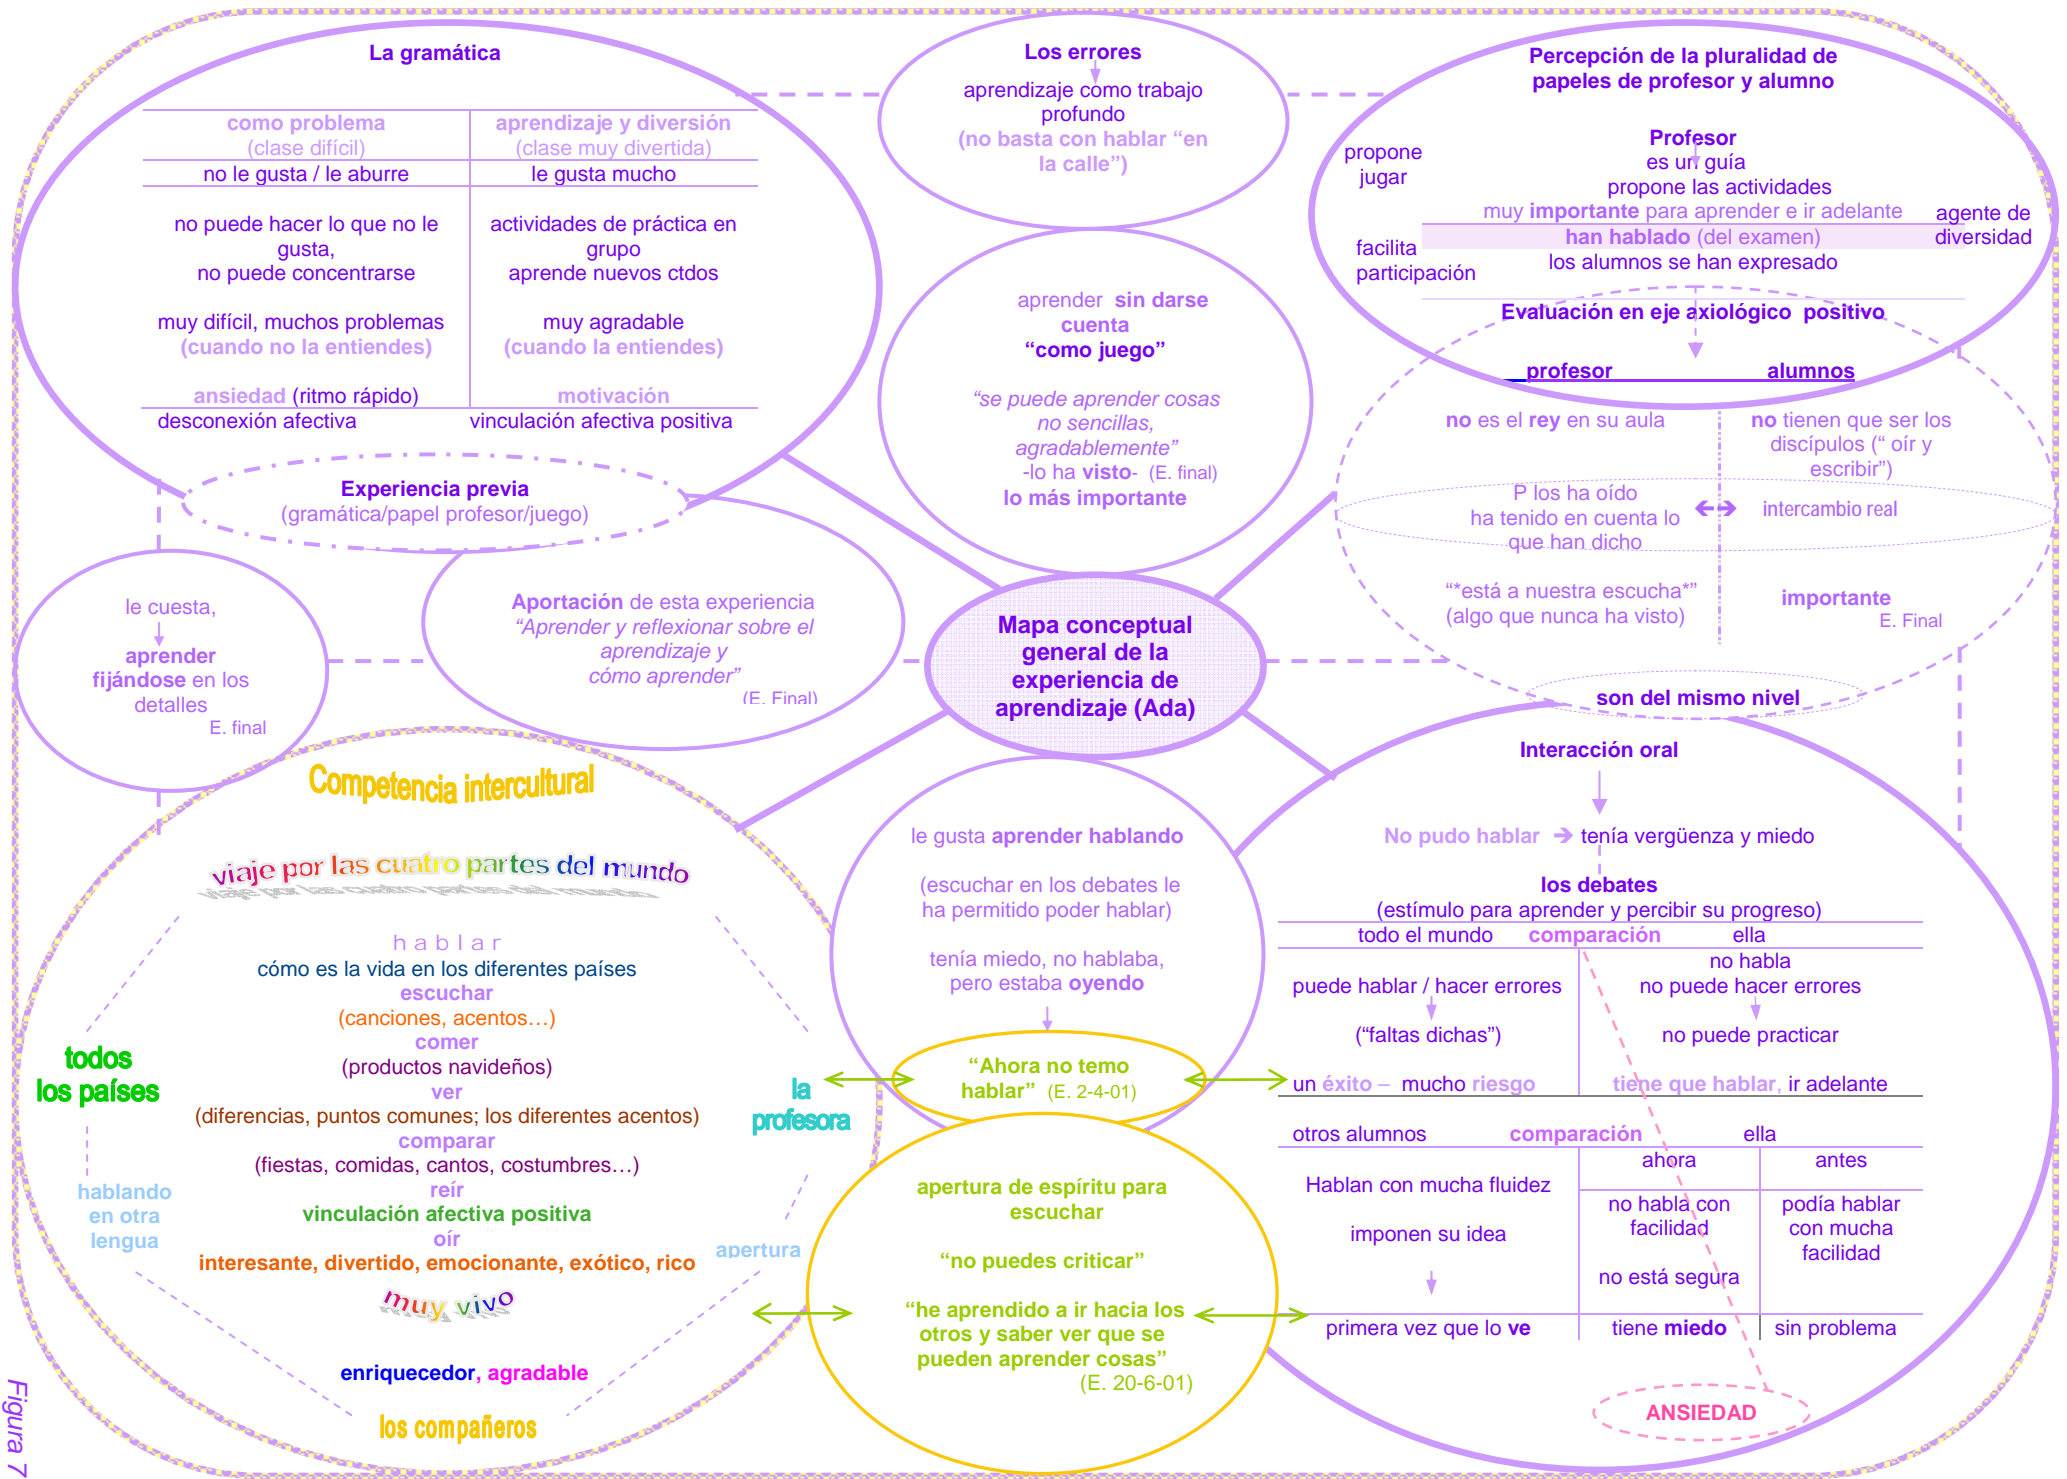 La gramática
como problema
(clase difícil)
aprendizaje y diversión
(clase muy divertida)
no le gusta / le aburre
le gusta mucho
no puede hacer lo que no le
gusta,
no puede concentrarse
actividades de práctica en
grupo
aprende nuevos ctdos
muy difícil, muchos problemas
(cuando no la entiendes)
muy agradable
(cuando la entiendes)
ansiedad (ritmo rápido)
motivación
desconexión afectiva
vinculación afectiva positiva
Experiencia previa
(gramática/papel profesor/juego)
Los errores
aprendizaje como trabajo
profundo
(no basta con hablar “en
la calle”)
aprender sin darse
cuenta
“como juego”
“se puede aprender cosas
no sencillas,
agradablemente”
-lo ha visto- (E. final)
lo más importante
Percepción de la pluralidad de
papeles de profesor y alumno
propone
jugar
facilita
participación
Profesor
es un guía
propone las actividades
muy importante para aprender e ir adelante
han hablado (del examen)
los alumnos se han expresado
agente de
diversidad
Evaluación en eje axiológico positivo
profesor
alumnos
no es el rey en su aula
no tienen que ser los
discípulos (“ oír y
escribir”)
P los ha oído
ha tenido en cuenta lo
que han dicho
intercambio real
“*está a nuestra escucha*”
(algo que nunca ha visto)
importante
E. Final
son del mismo nivel
le cuesta,
aprender
fijándose en los
detalles
E. final
Aportación de esta experiencia
“Aprender y reflexionar sobre el
aprendizaje y
cómo aprender”
(E. Final)
Mapa conceptual
general de la
experiencia de
aprendizaje (Ada)
Competencia intercultural
viaje por las cuatro partes del mundo
hablar
cómo es la vida en los diferentes países
escuchar
(canciones, acentos…)
comer
(productos navideños)
ver
(diferencias, puntos comunes; los diferentes acentos)
comparar
(fiestas, comidas, cantos, costumbres…)
reír
vinculación afectiva positiva
oír
interesante, divertido, emocionante, exótico, rico
muy vivo
enriquecedor, agradable
los compañeros
todos
los países
hablando
en otra
lengua
la
profesora
apertura
le gusta aprender hablando
(escuchar en los debates le
ha permitido poder hablar)
tenía miedo, no hablaba,
pero estaba oyendo
“Ahora no temo
hablar” (E. 2-4-01)
apertura de espíritu para
escuchar
“no puedes criticar”
“he aprendido a ir hacia los
otros y saber ver que se
pueden aprender cosas”
(E. 20-6-01)
Interacción oral
No pudo hablar ➔ tenía vergüenza y miedo
los debates
(estímulo para aprender y percibir su progreso)
todo el mundo comparación ella
puede hablar / hacer errores
(“faltas dichas”)
un éxito – mucho riesgo
no habla
no puede hacer errores
no puede practicar
tiene que hablar, ir adelante
otros alumnos comparación ella
ahora
antes
Hablan con mucha fluidez
imponen su idea
primera vez que lo ve
no habla con
facilidad
no está segura
tiene miedo
podía hablar
con mucha
facilidad
sin problema
ANSIEDAD
Figura 7